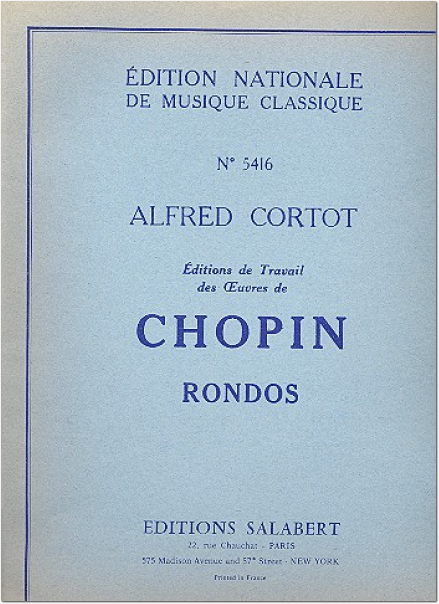 ÉDITION NATIONALE
DE MUSIQUE CLASSIQUE
N° 5416
ALFRED CORTOT
Éditions de Travail
des Œuvres de
CHOPIN
RONDOS
EDITIONS SALABERT
22, rue Chauchat - PARIS
575 Madison Avenue and 57ᵗʰ Street - NEW YORK
Printed in France